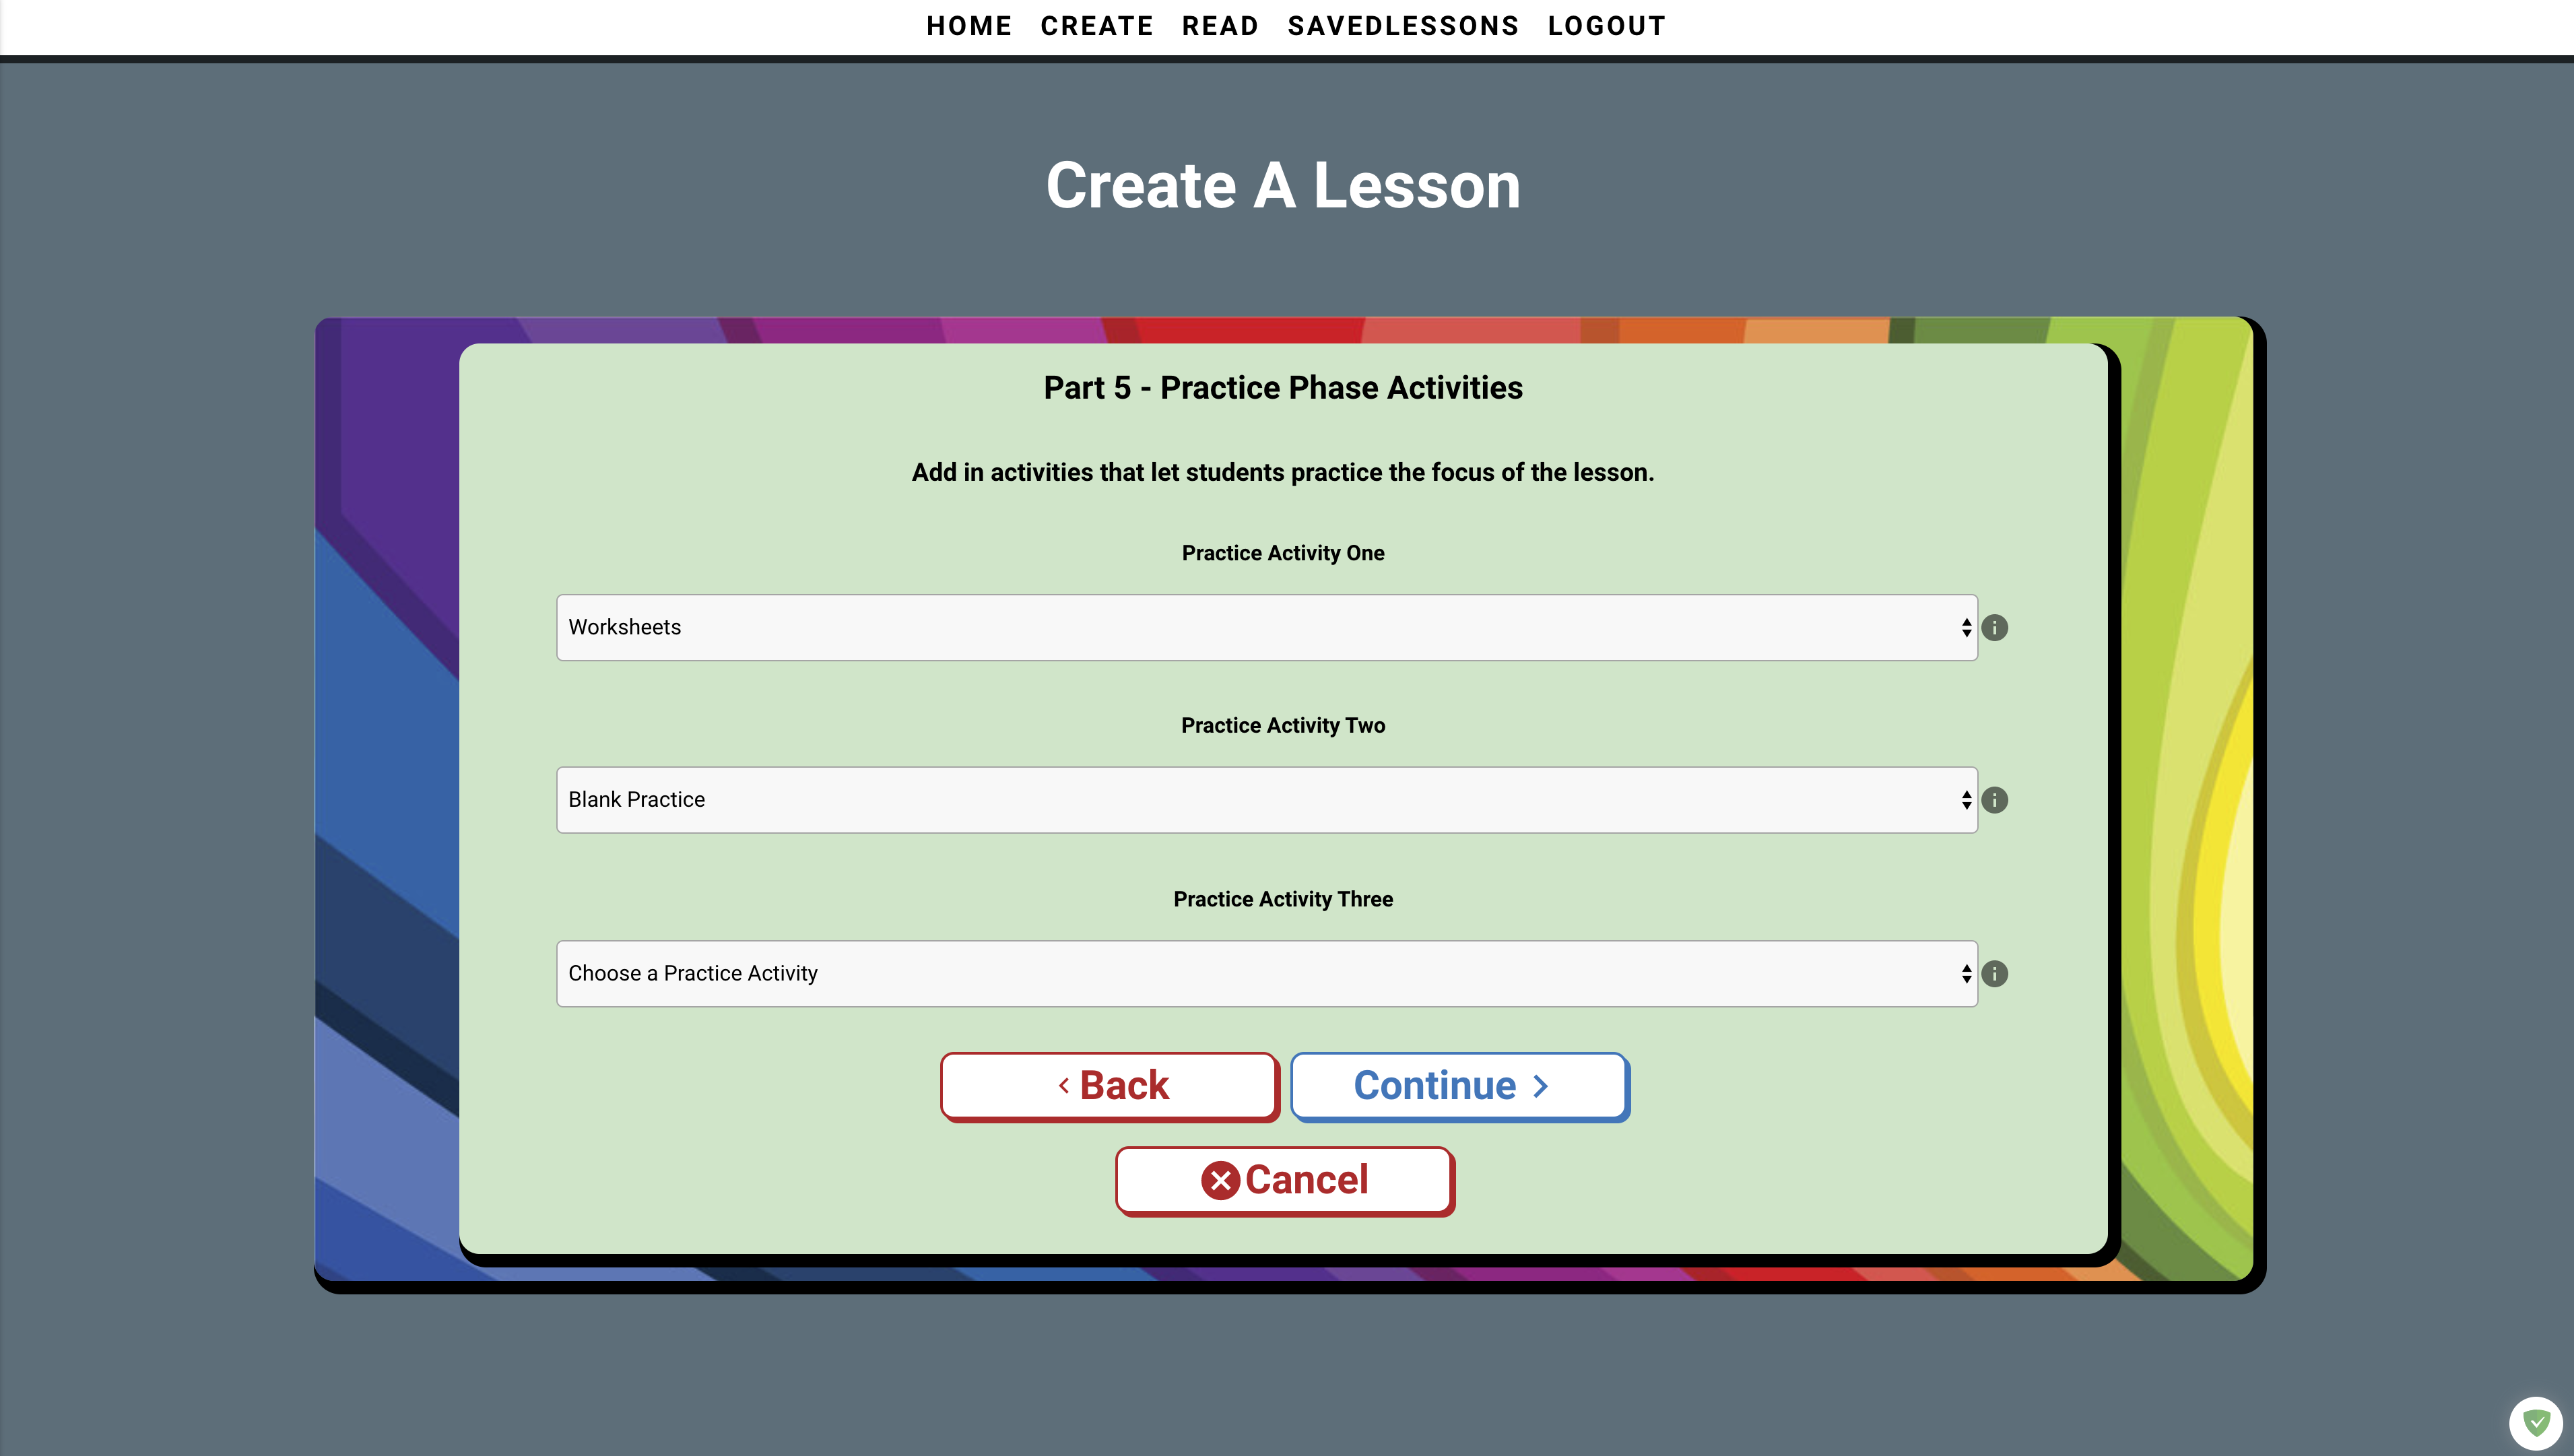 HOME CREATE READ SAVEDLESSONS LOGOUT
Create A Lesson
Part 5 - Practice Phase Activities
Add in activities that let students practice the focus of the lesson.
Practice Activity One
Worksheets
Practice Activity Two
Blank Practice
Practice Activity Three
Choose a Practice Activity
Back Continue
Cancel